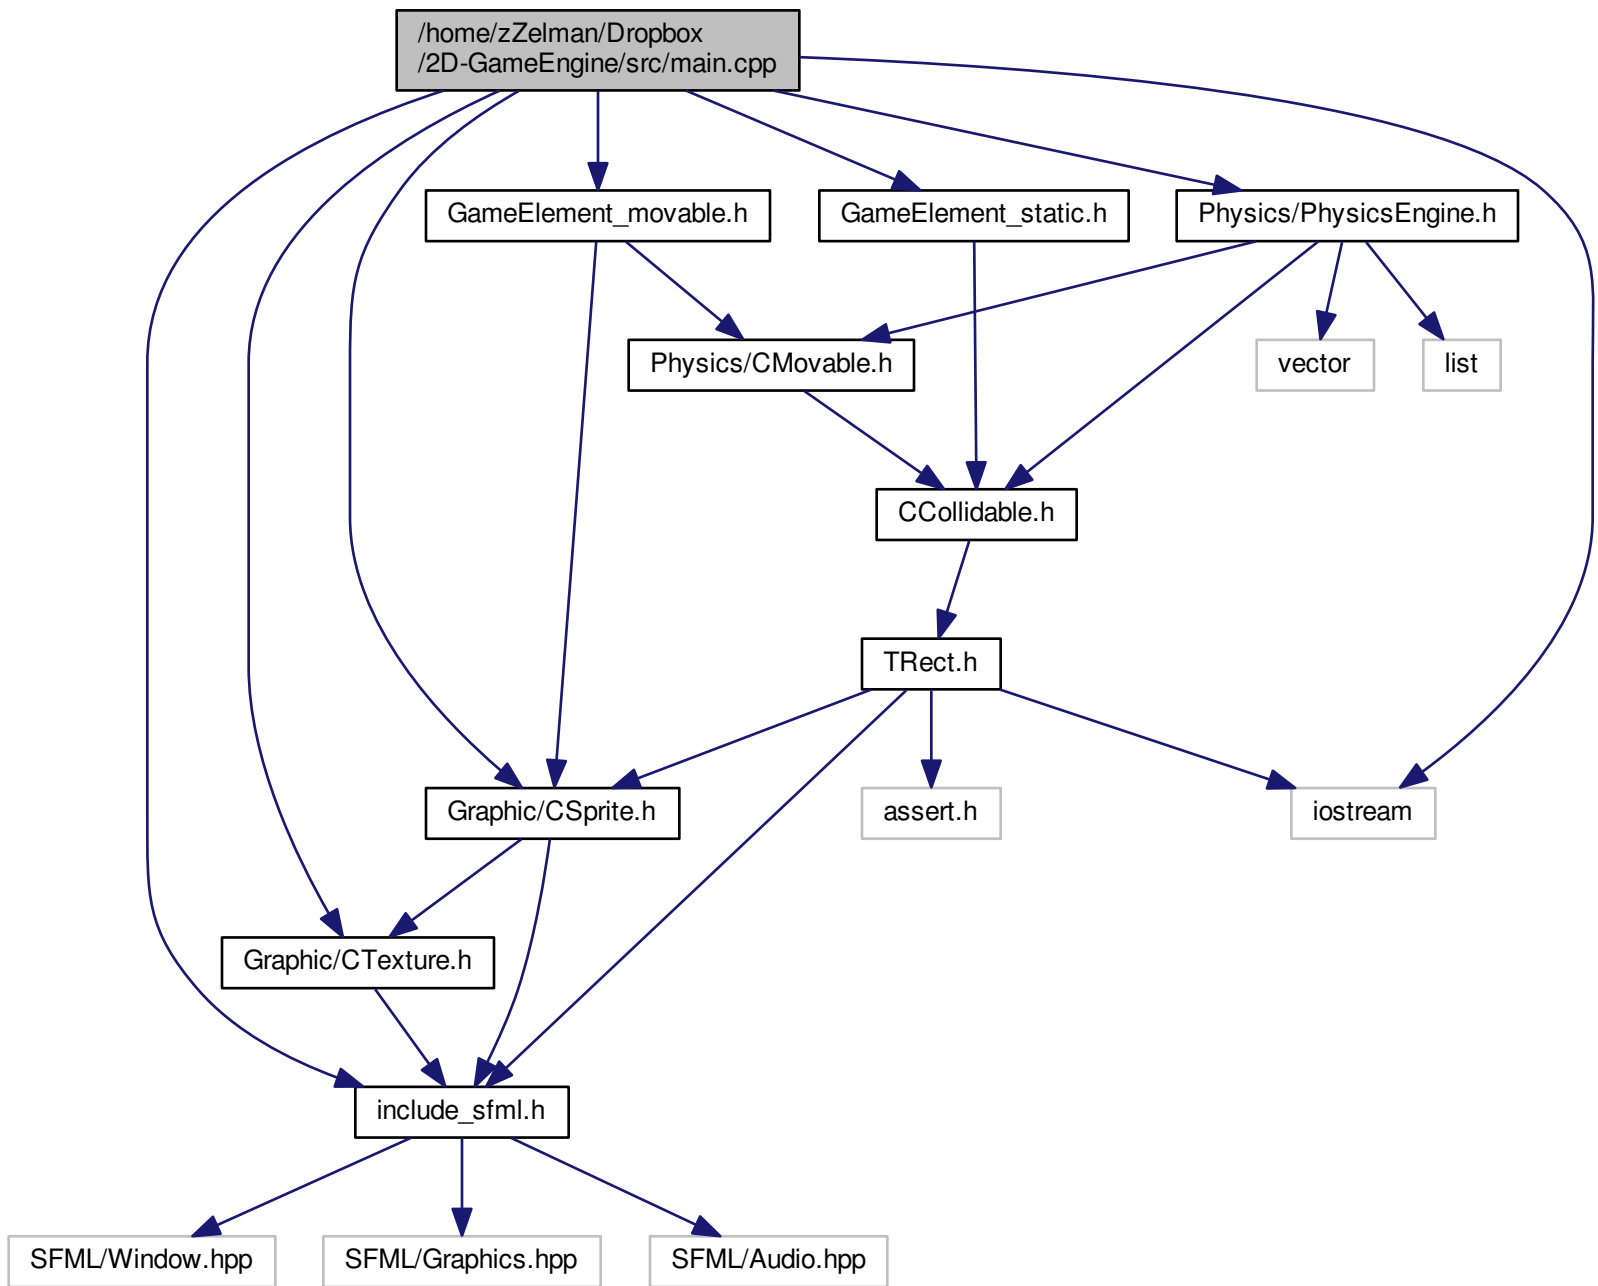 /home/zZelman/Dropbox
/2D-GameEngine/src/main.cpp
GameElement_movable.h
GameElement_static.h
Physics/PhysicsEngine.h
Physics/CMovable.h
vector
list
CCollidable.h
TRect.h
Graphic/CSprite.h
assert.h
iostream
Graphic/CTexture.h
include_sfml.h
SFML/Window.hpp
SFML/Graphics.hpp
SFML/Audio.hpp